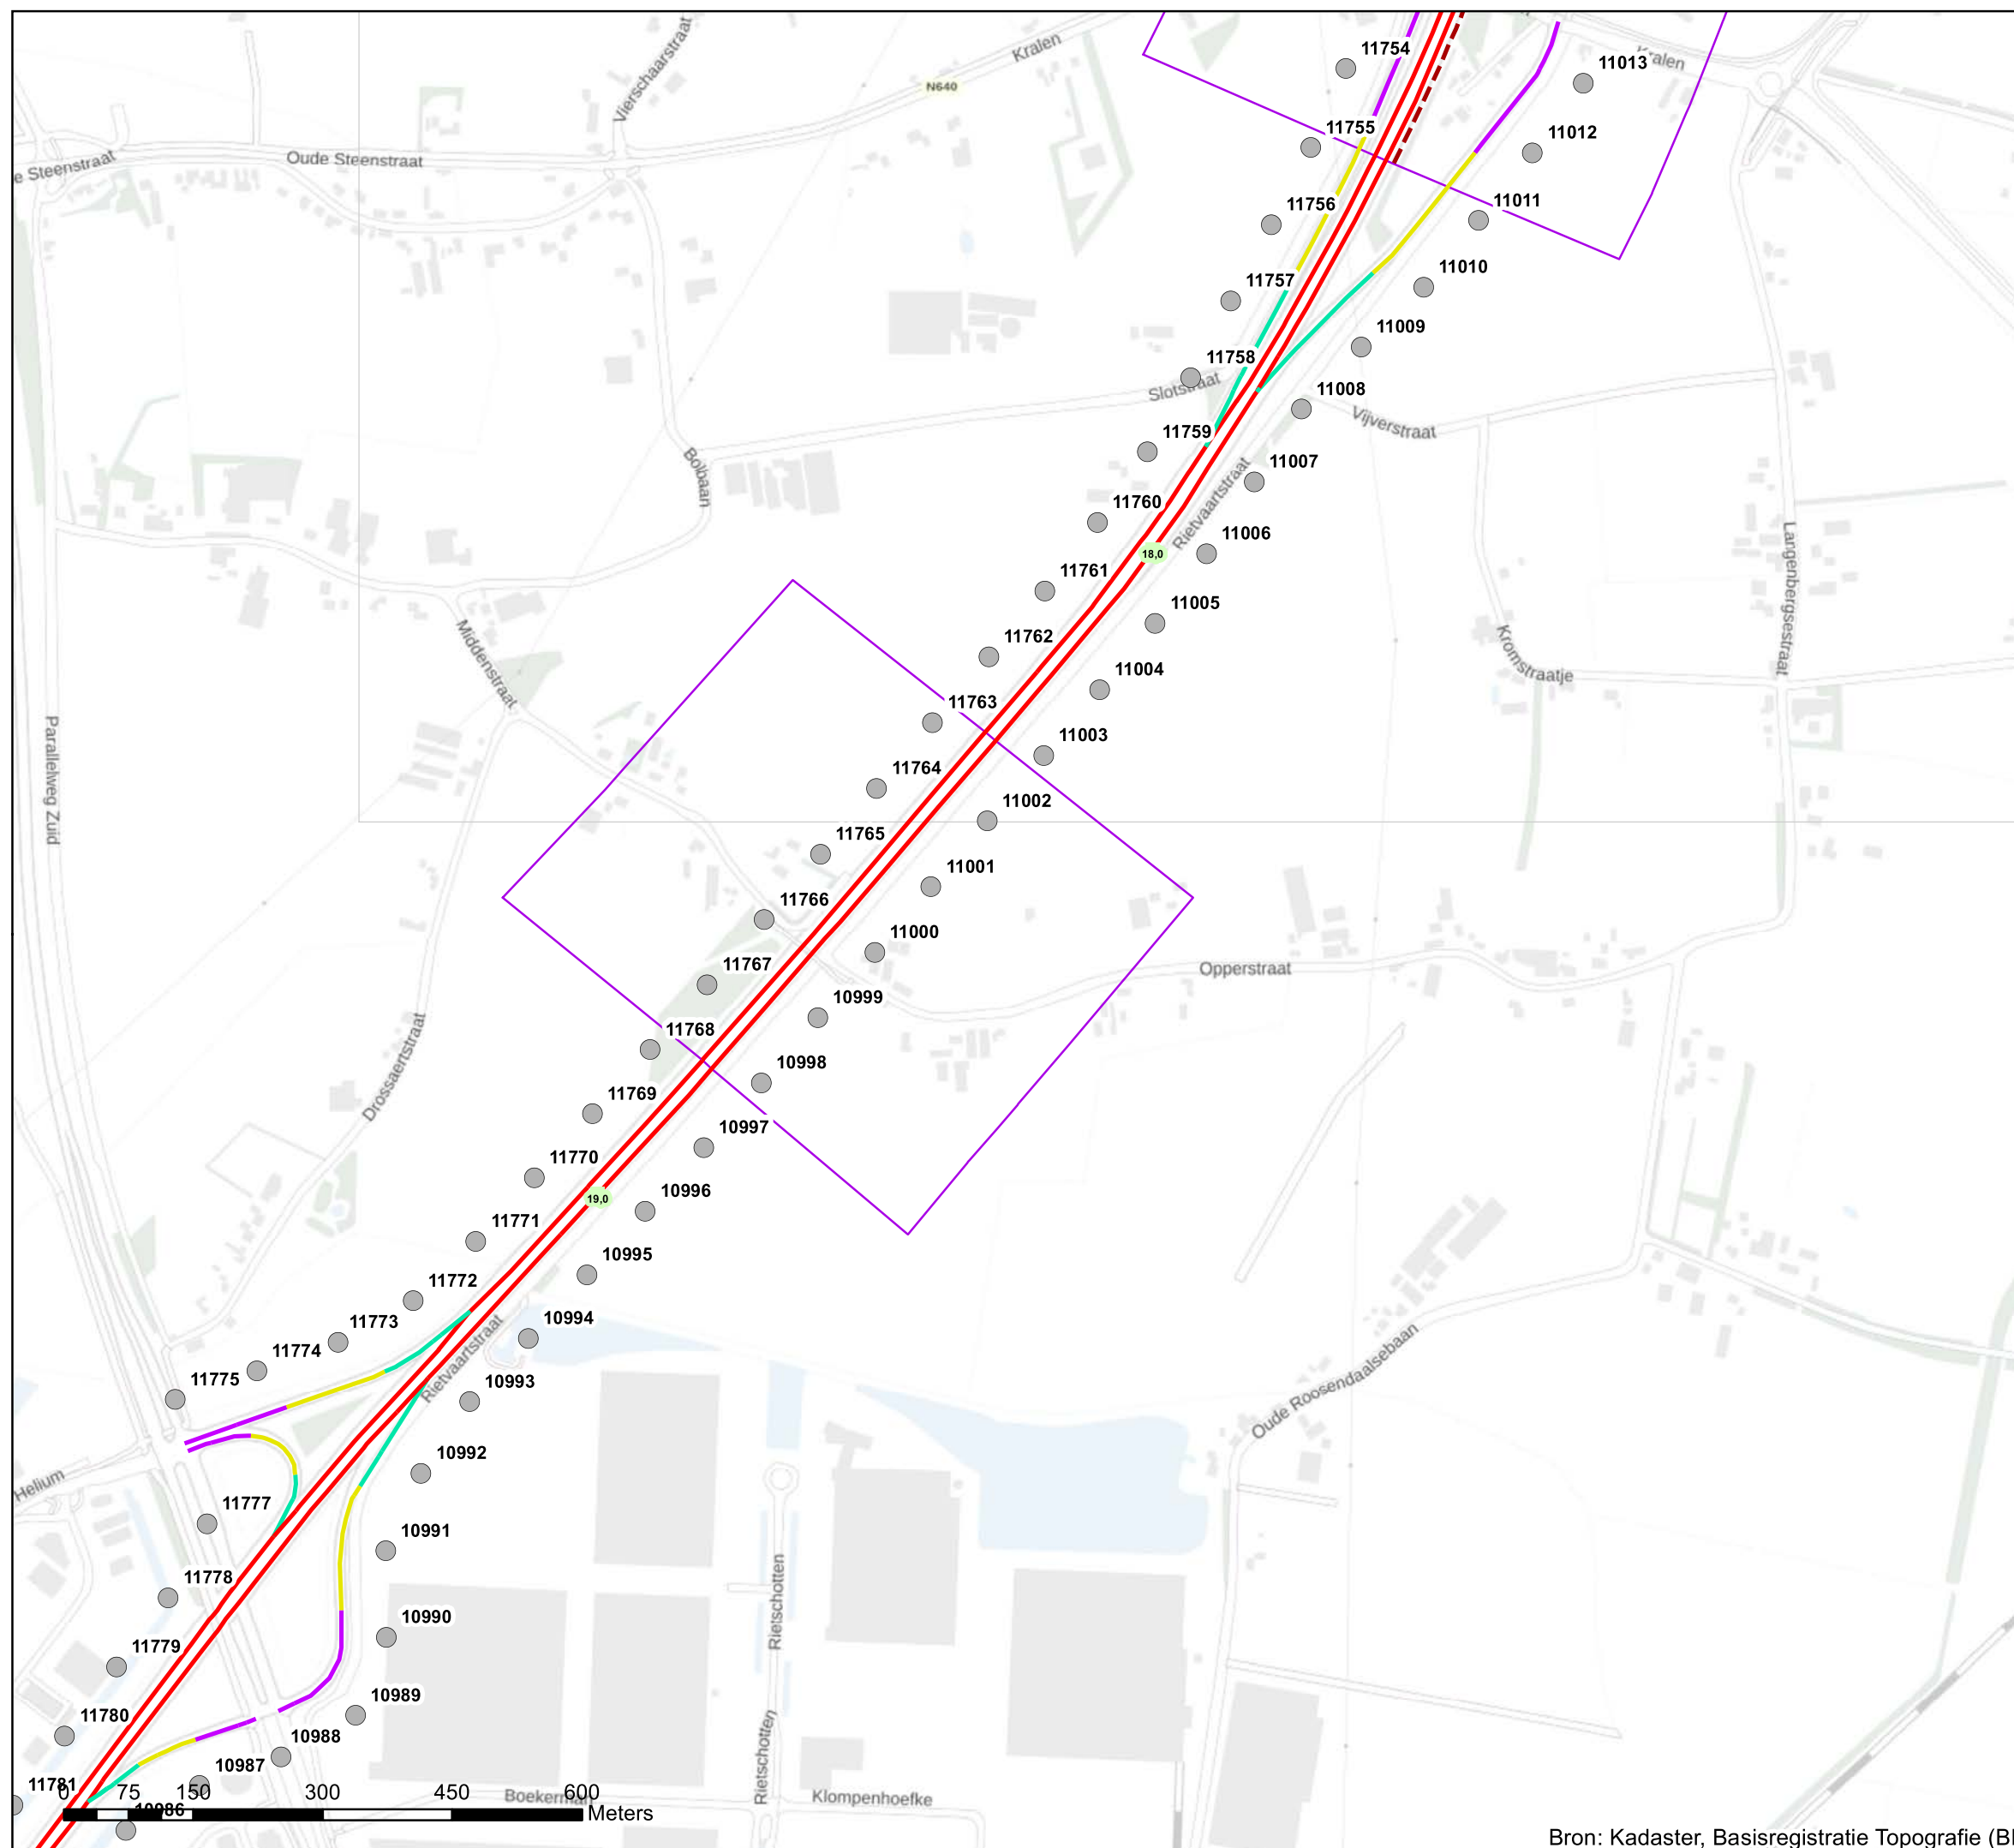 11754
Kralen
11013
Vierschaarstraat
Kralen
N640
11755
11012
Oude Steenstraat
e Steenstraat
11756
11011
11757
11010
11009
11758
Slotstraat
11008
Vijverstraat
11759
Bolbaan
11007
11760
Rietvaartstraat
11006
18,0
11761
Langenbergsestraat
11005
11762
Middenstraat
11004
Kromstraatje
11763
11003
Parallelweg Zuid
11764
11002
11765
11001
11766
11000
11767
Opperstraat
10999
11768
Drossaertstraat
10998
11769
10997
11770
10996
19,0
11771
10995
11772
10994
11773
Rietvaartstraat
11774
Oude Roosendaalsebaan
11775
10993
10992
Helium
11777
10991
11778
Rietschotten
10990
11779
10989
11780
10988
Rietschotten
10987
11781
0 75 150 300 450 600
Meters
Boekerman
Klompenhoefke
10986
Bron: Kadaster, Basisregistratie Topografie (B